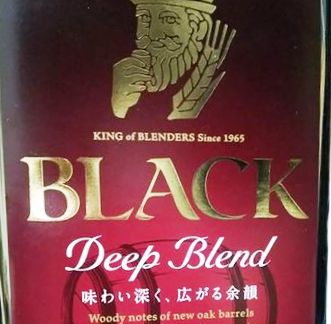 KING of BLENDERS Since 1965
BLACK
Deep Blend
味わい深く、広がる余韻
Woody notes of new oak barrels